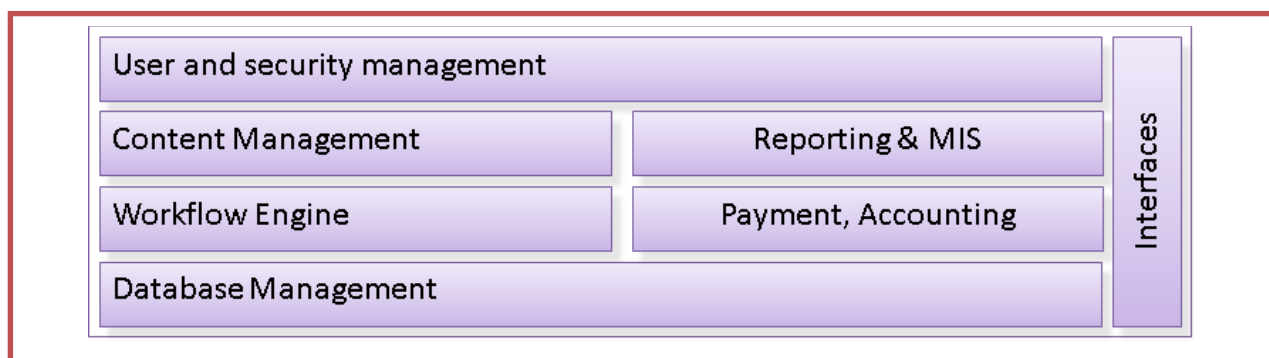 User and security management
Content Management
Reporting & MIS
Workflow Engine
Payment, Accounting
Database Management
Interfaces